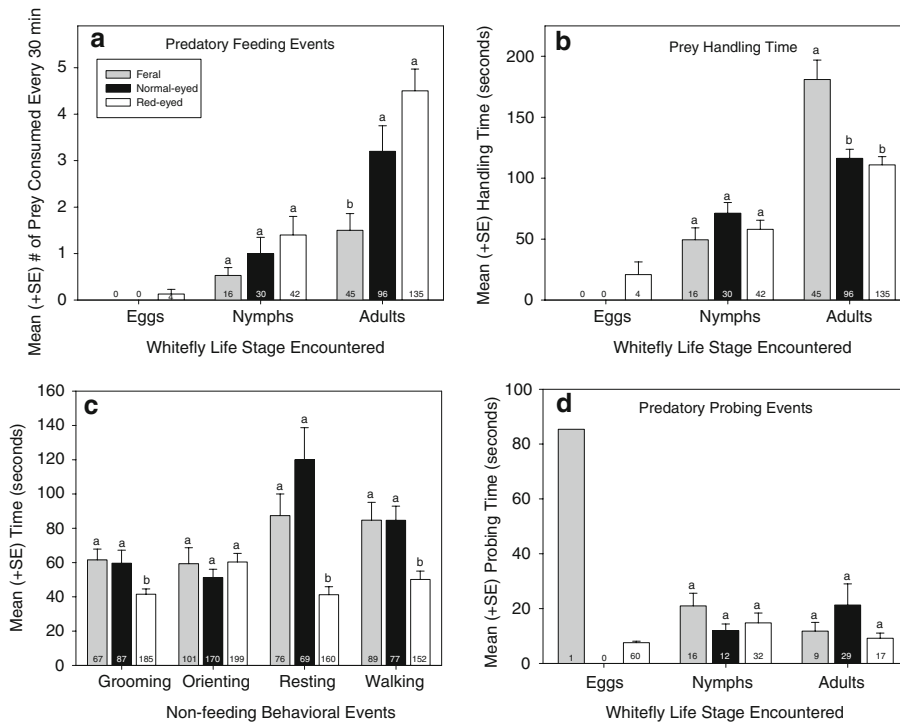 a
Predatory Feeding Events
Feral
Normal-eyed
Red-eyed
Mean (+SE) # of Prey Consumed Every 30 min
5
4
3
2
1
0
a
a
a
b
a
a
0 0 4 16 30 42 45 96 135
Eggs Nymphs Adults
Whitefly Life Stage Encountered
b
Prey Handling Time
Mean (+SE) Handling Time (seconds)
200
150
100
50
0
a
a
a
a
b
b
0 0 4 16 30 42 45 96 135
Eggs Nymphs Adults
Whitefly Life Stage Encountered
c
Mean (+SE) Time (seconds)
160
140
120
100
80
60
40
20
0
a a b a a a a a b a a b
67 87 185 101 170 199 76 69 160 89 77 152
Grooming Orienting Resting Walking
Non-feeding Behavioral Events
d
Predatory Probing Events
Mean (+SE) Probing Time (seconds)
100
80
60
40
20
0
a a a a a a
1 0 60 16 12 32 9 29 17
Eggs Nymphs Adults
Whitefly Life Stage Encountered